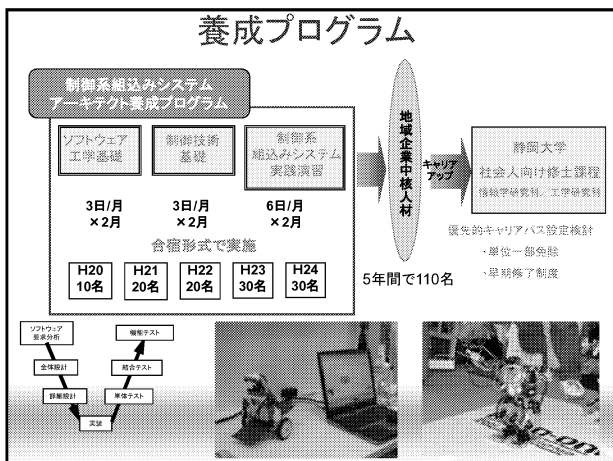 養成プログラム
制御系組込みシステム
アーキテクト養成プログラム
ソフトウェア
工学基礎
制御技術
基礎
制御系
組込みシステム
実践演習
3日/月
×2月
3日/月
×2月
6日/月
×2月
合宿形式で実施
H20
10名
H21
20名
H22
20名
H23
30名
H24
30名
地域企業中核人材
5年間で110名
キャリア
アップ
静岡大学
社会人向け修士課程
情報学研究科/工学研究科
優先的キャリアパス設定検討
・単位一部免除
・早期修了制度
ソフトウェア
要求分析
全体設計
詳細設計
実装
単体テスト
結合テスト
機能テスト